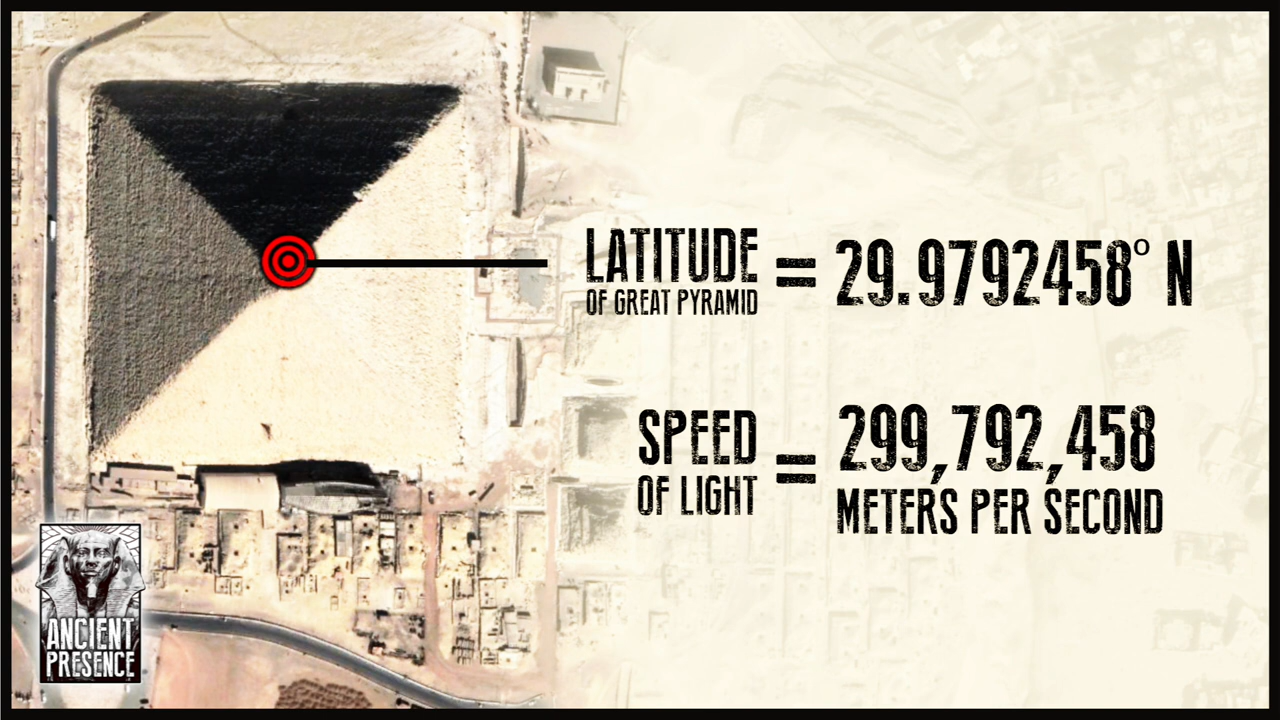 LATITUDE
OF GREAT PYRAMID
= 29.9792458° N
SPEED
OF LIGHT
= 299,792,458
METERS PER SECOND
ANCIENT
PRESENCE